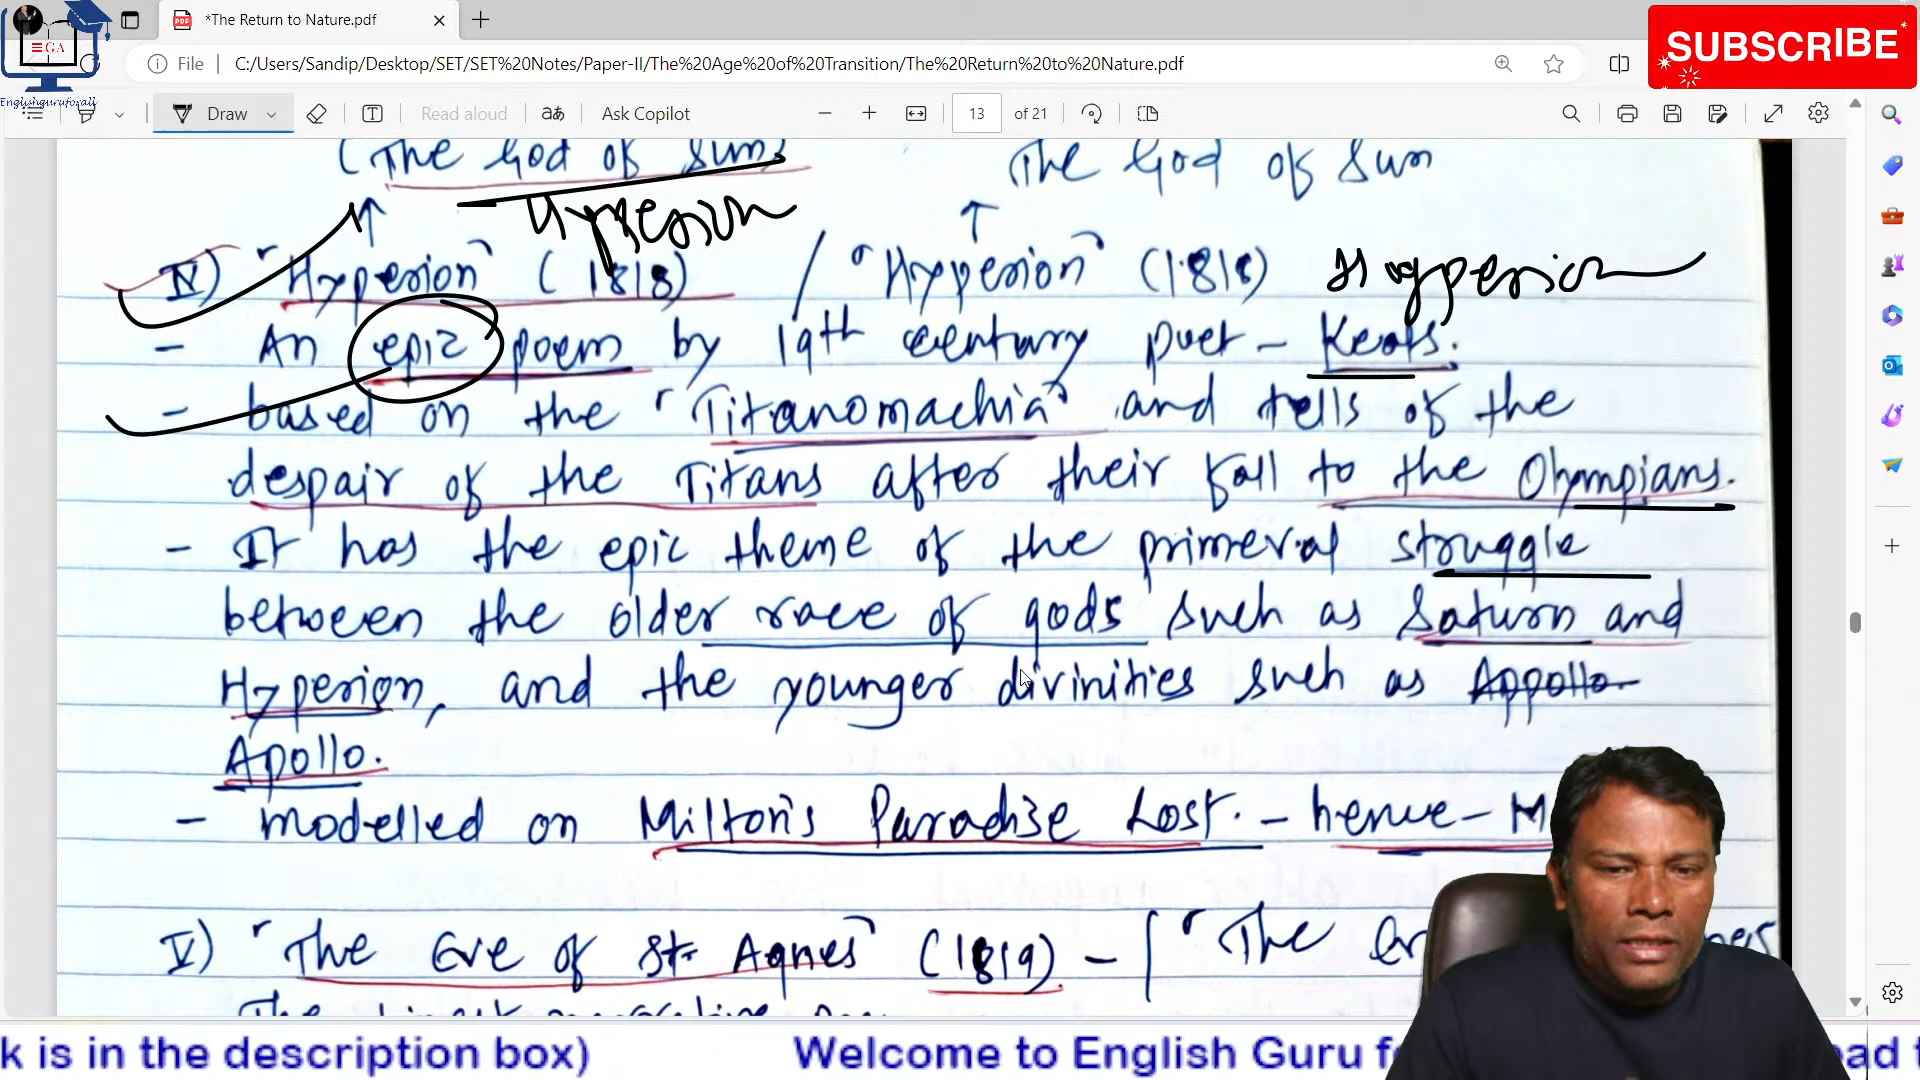 *The Return to Nature.pdf
SUBSCRIBE
≡GA
File C:/Users/Sandip/Desktop/SET/SET%20Notes/Paper-II/The%20Age%20of%20Transition/The%20Return%20to%20Nature.pdf
Englishguruforall
Draw Read aloud aあ Ask Copilot 13 of 21
(The God of Sun) The God of Sun
Hyperion
IV) "Hyperion" (1818) / "Hyperion" (1818) Hyperion
- An epic poem by 19th century poet - Keats.
- based on the "Titanomachia" and tells of the
despair of the Titans after their fall to the Olympians.
- It has the epic theme of the primeval struggle
between the older race of gods such as Saturn and
Hyperion, and the younger divinities such as Appollo
Apollo.
- modelled on Milton's Paradise Lost. - hence - M
V) "The Eve of St. Agnes" (1819) - / "The
The
k is in the description box) Welcome to English Guru f